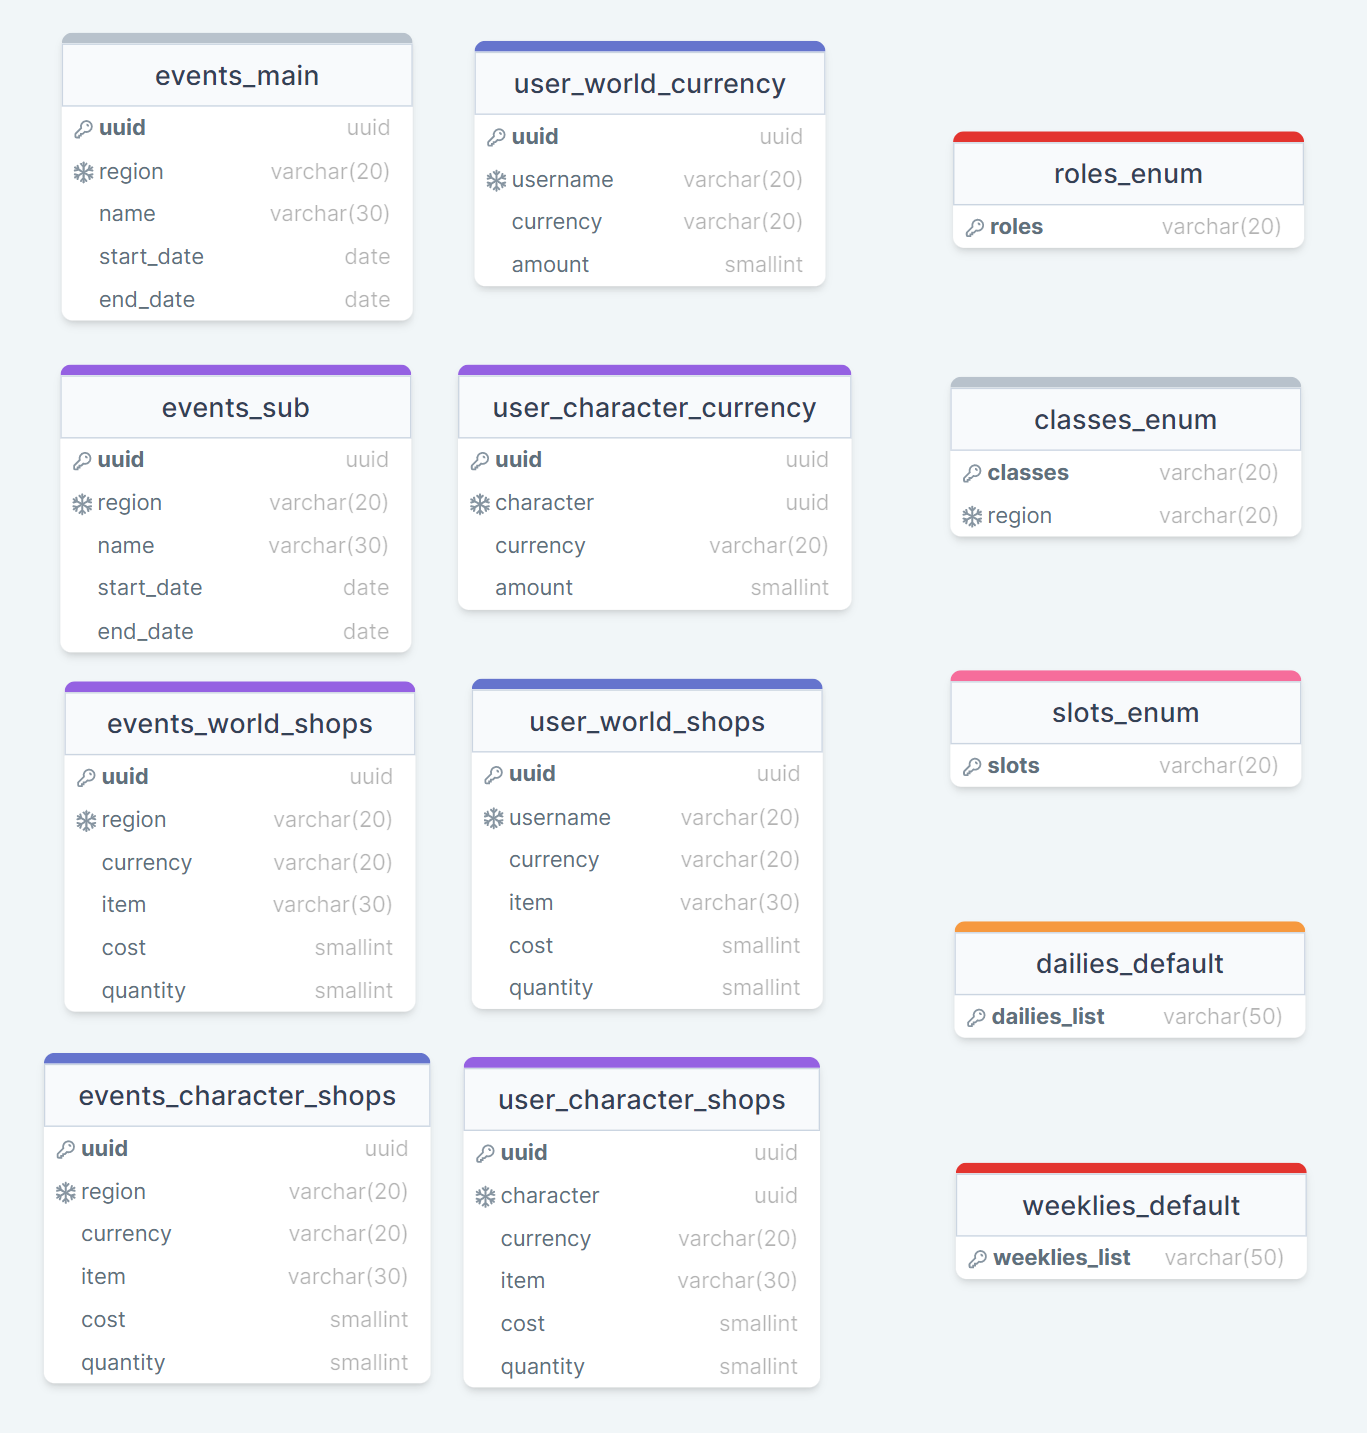 events_main
uuid uuid
region varchar(20)
name varchar(30)
start_date date
end_date date
events_sub
uuid uuid
region varchar(20)
name varchar(30)
start_date date
end_date date
events_world_shops
uuid uuid
region varchar(20)
currency varchar(20)
item varchar(30)
cost smallint
quantity smallint
events_character_shops
uuid uuid
region varchar(20)
currency varchar(20)
item varchar(30)
cost smallint
quantity smallint
user_world_currency
uuid uuid
username varchar(20)
currency varchar(20)
amount smallint
user_character_currency
uuid uuid
character uuid
currency varchar(20)
amount smallint
user_world_shops
uuid uuid
username varchar(20)
currency varchar(20)
item varchar(30)
cost smallint
quantity smallint
user_character_shops
uuid uuid
character uuid
currency varchar(20)
item varchar(30)
cost smallint
quantity smallint
roles_enum
roles varchar(20)
classes_enum
classes varchar(20)
region varchar(20)
slots_enum
slots varchar(20)
dailies_default
dailies_list varchar(50)
weeklies_default
weeklies_list varchar(50)